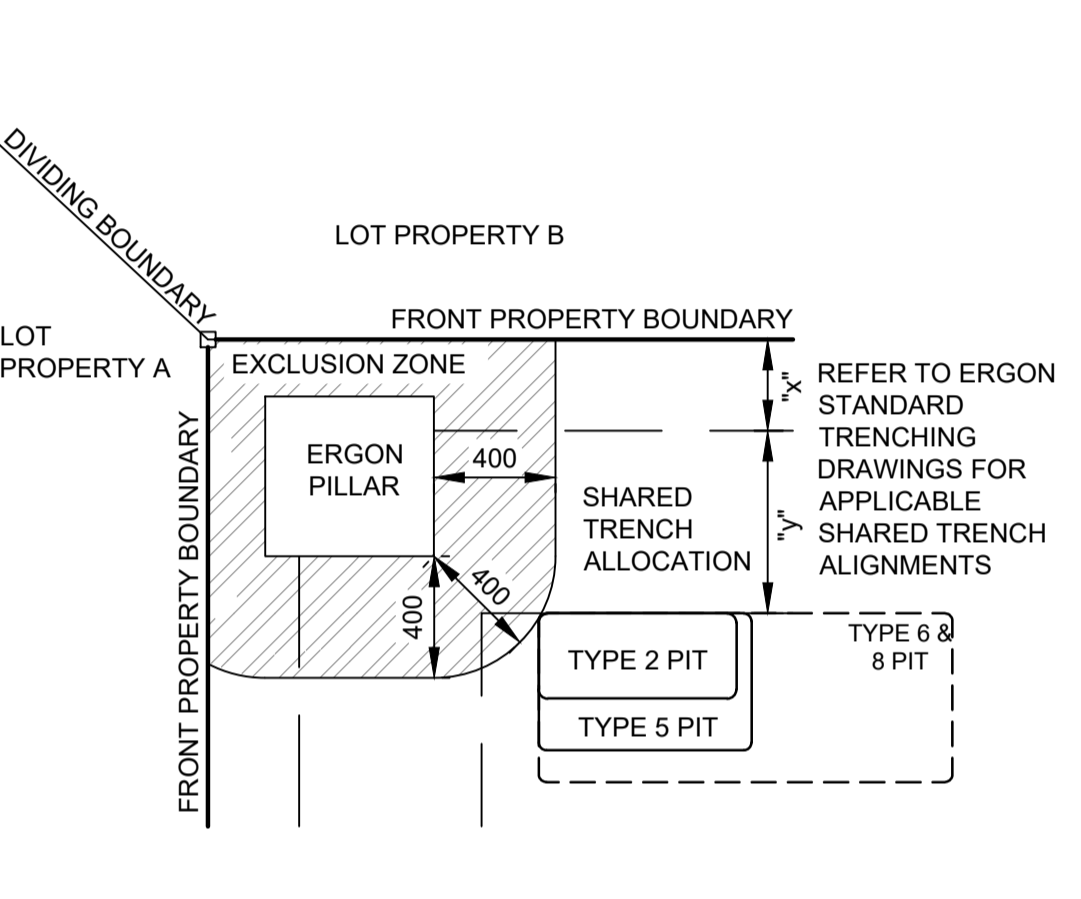 DIVIDING BOUNDARY
LOT PROPERTY B
FRONT PROPERTY BOUNDARY
LOT
PROPERTY A
EXCLUSION ZONE
"x"
REFER TO ERGON
STANDARD
TRENCHING
DRAWINGS FOR
APPLICABLE
SHARED TRENCH
ALIGNMENTS
FRONT PROPERTY BOUNDARY
ERGON
PILLAR
400
SHARED
TRENCH
ALLOCATION
"y"
400
400
TYPE 2 PIT
TYPE 5 PIT
TYPE 6 &
8 PIT